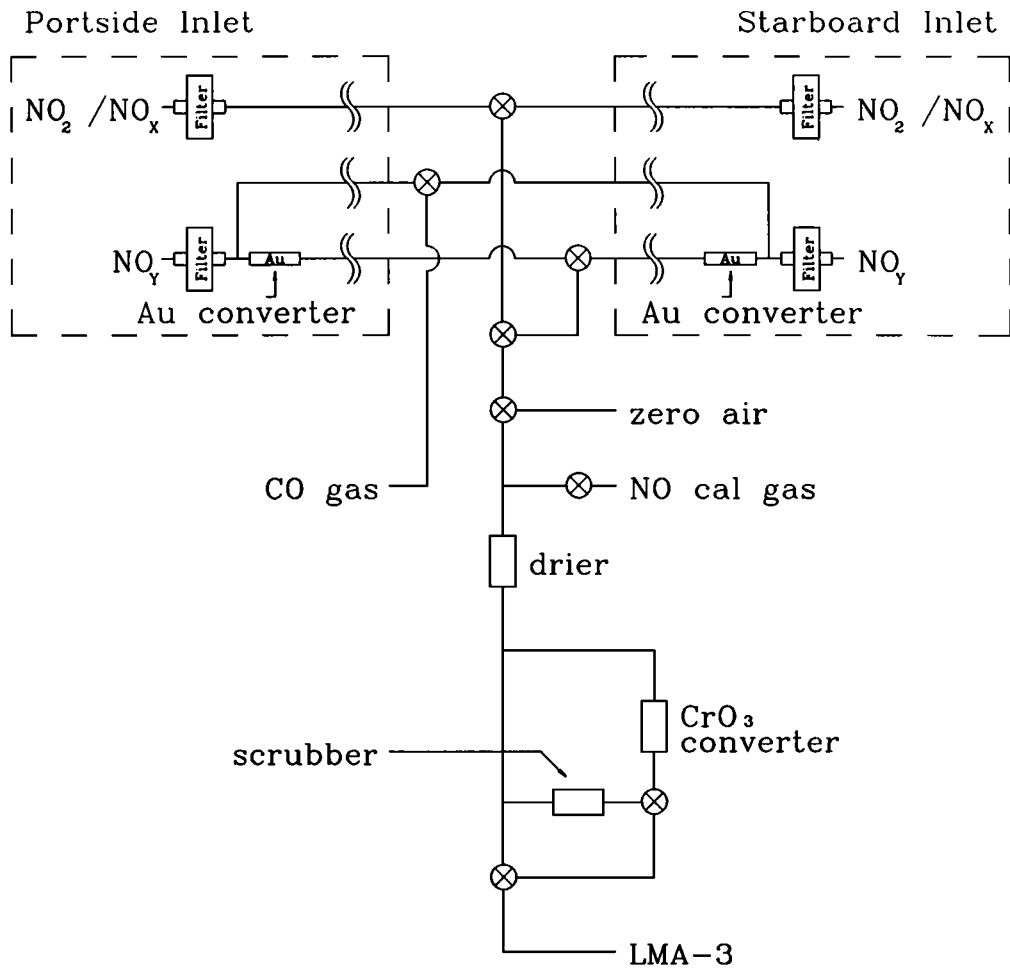 Portside Inlet
Starboard Inlet
NO₂ /NOₓ
Filter
Filter
NO₂ /NOₓ
NOY
Filter
Au
Au
Filter
NOY
Au converter
Au converter
zero air
CO gas
NO cal gas
drier
CrO₃
converter
scrubber
LMA-3